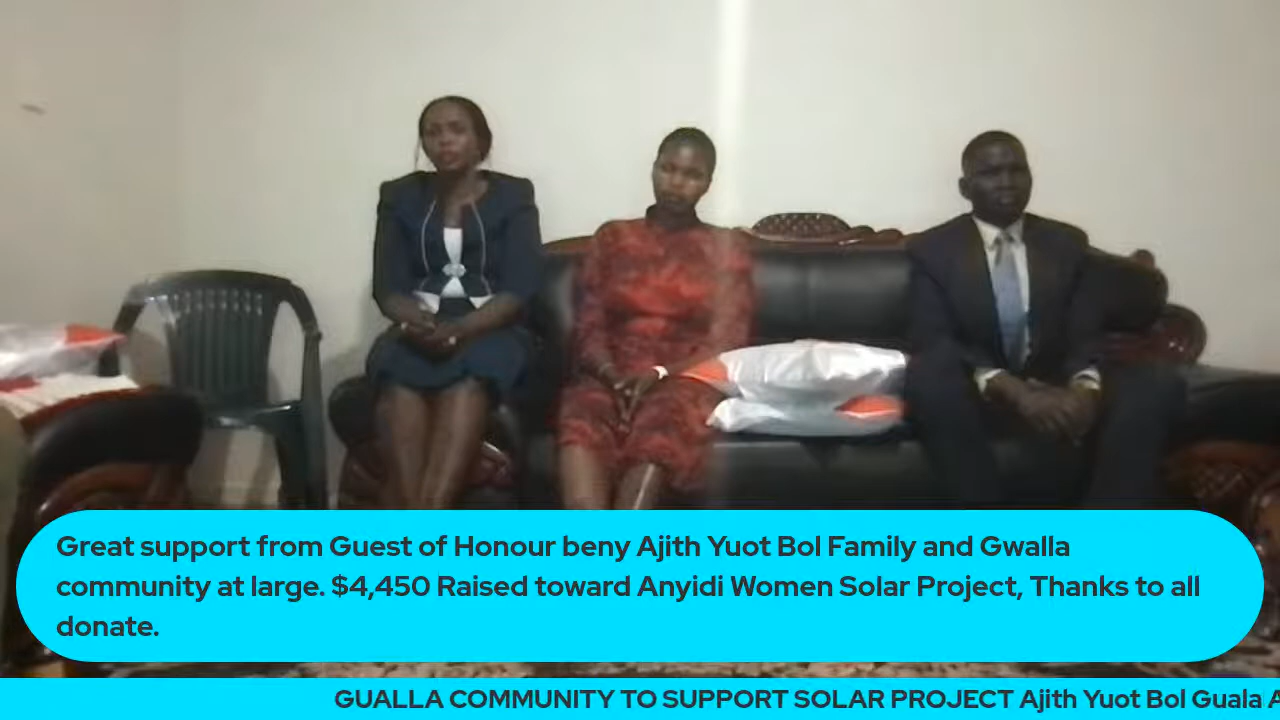 Great support from Guest of Honour beny Ajith Yuot Bol Family and Gwalla
community at large. $4,450 Raised toward Anyidi Women Solar Project, Thanks to all
donate.
GUALLA COMMUNITY TO SUPPORT SOLAR PROJECT Ajith Yuot Bol Guala A